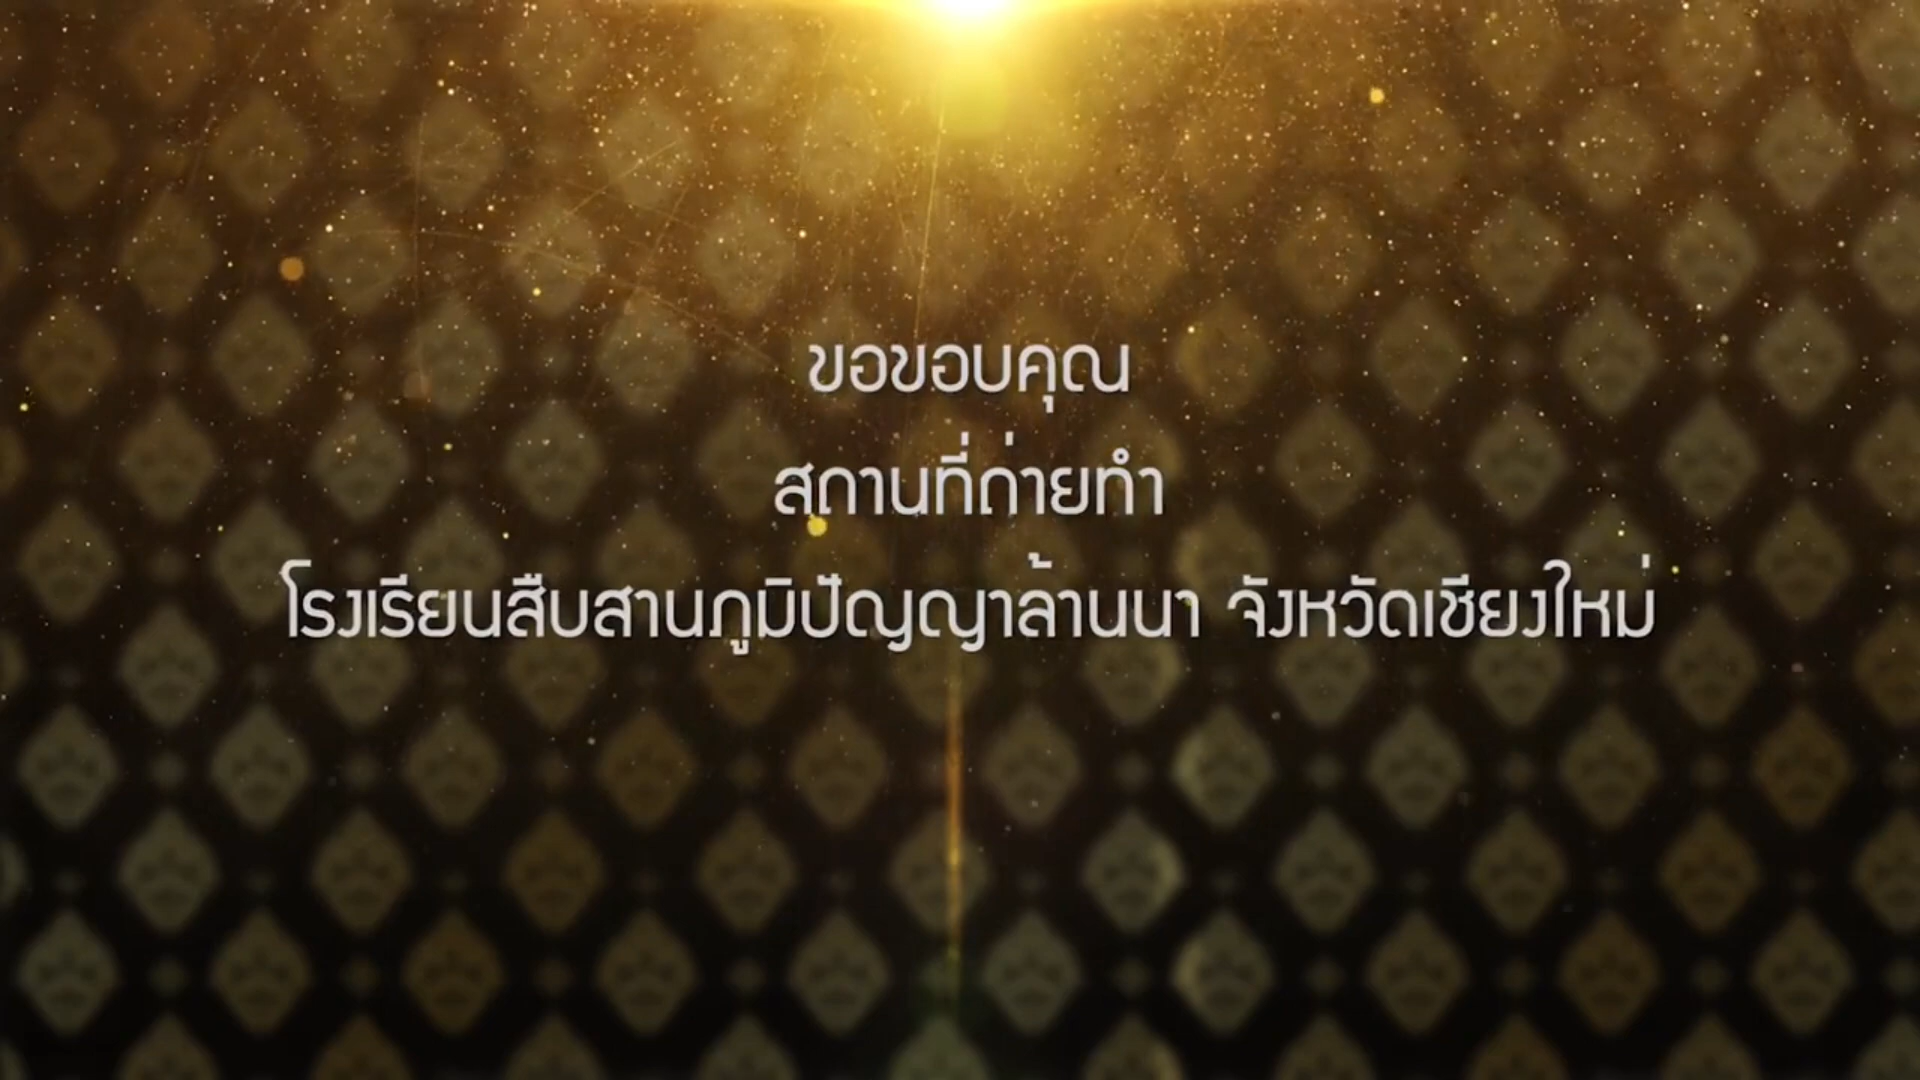 ขอขอบคุณ
สถานที่ถ่ายทำ
โรงเรียนสืบสานภูมิปัญญาล้านนา จังหวัดเชียงใหม่